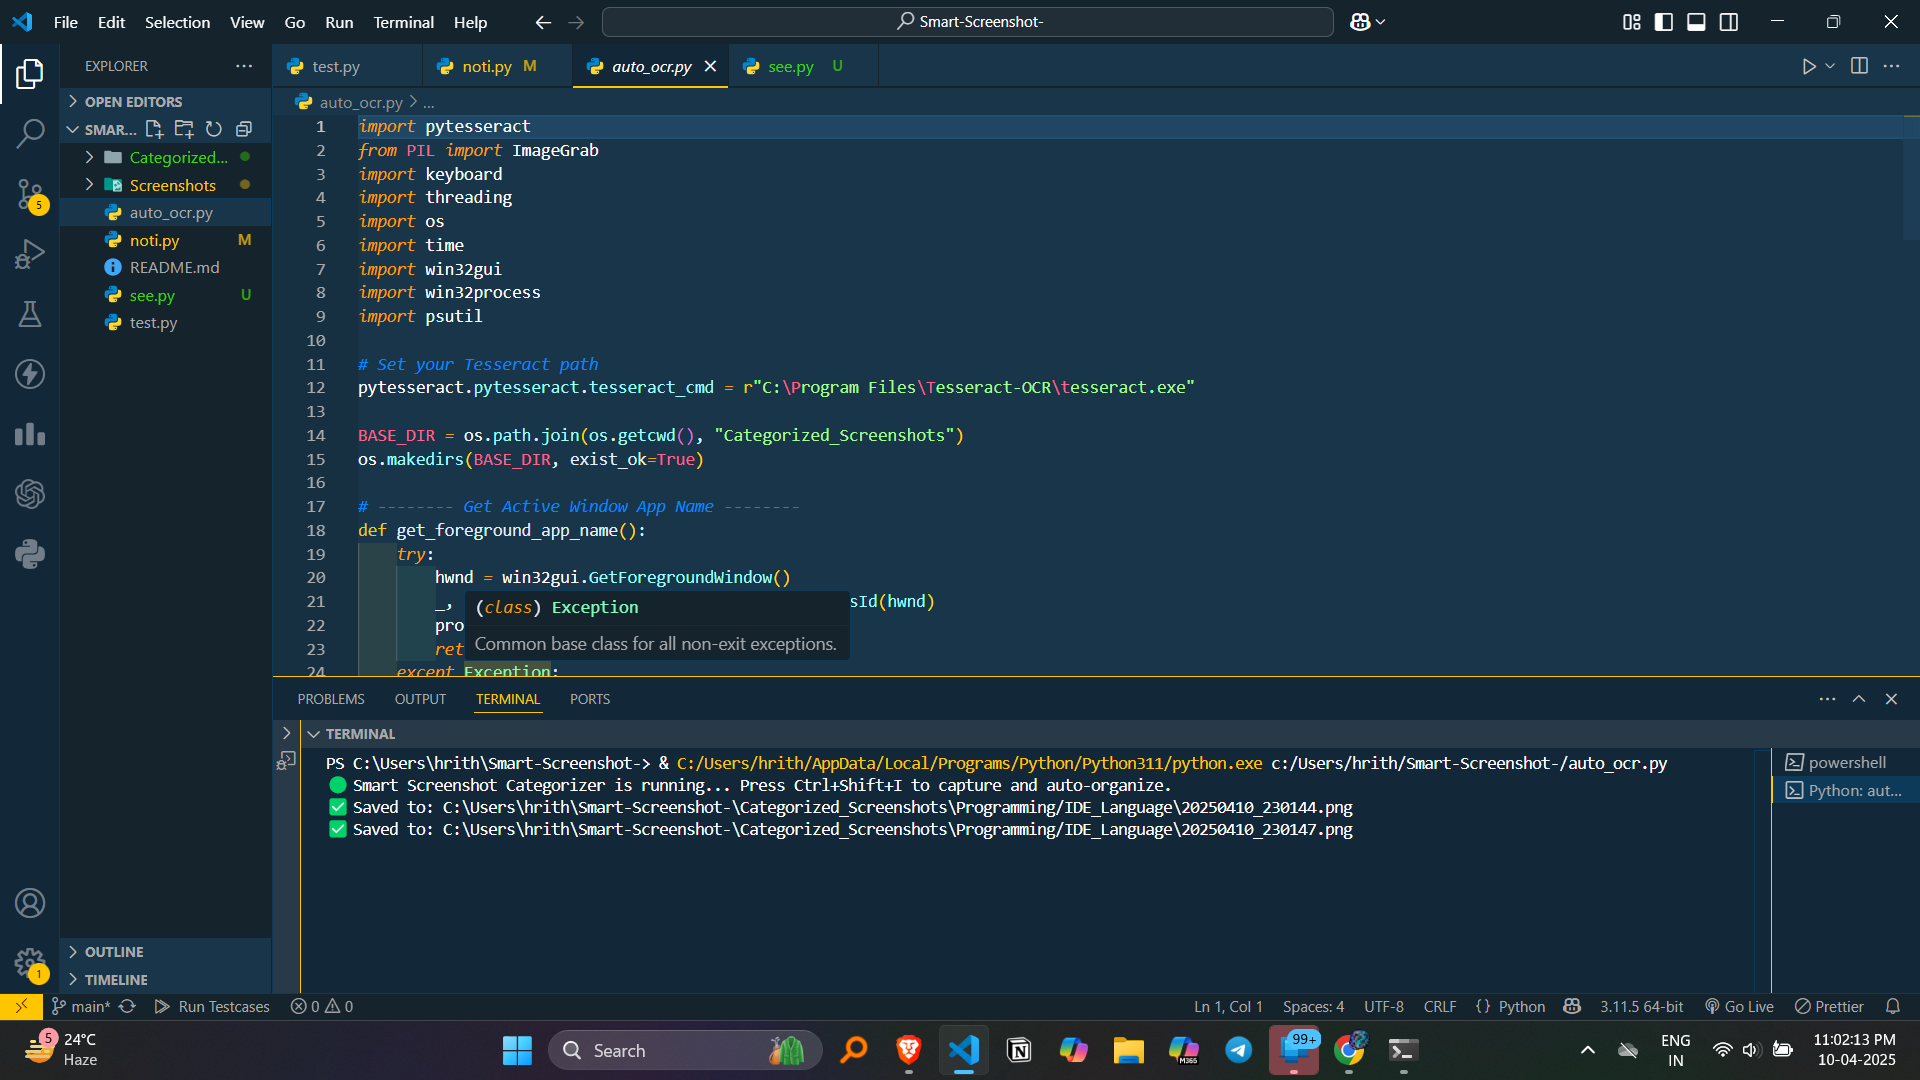 File Edit Selection View Go Run Terminal Help
Smart-Screenshot-
EXPLORER
OPEN EDITORS
SMAR...
Categorized...
Screenshots
auto_ocr.py
noti.py M
README.md
see.py U
test.py
OUTLINE
TIMELINE
5
1
test.py
noti.py M
auto_ocr.py
see.py U
auto_ocr.py > ...
1 import pytesseract
2 from PIL import ImageGrab
3 import keyboard
4 import threading
5 import os
6 import time
7 import win32gui
8 import win32process
9 import psutil
10
11 # Set your Tesseract path
12 pytesseract.pytesseract.tesseract_cmd = r"C:\Program Files\Tesseract-OCR\tesseract.exe"
13
14 BASE_DIR = os.path.join(os.getcwd(), "Categorized_Screenshots")
15 os.makedirs(BASE_DIR, exist_ok=True)
16
17 # -------- Get Active Window App Name --------
18 def get_foreground_app_name():
19 try:
20 hwnd = win32gui.GetForegroundWindow()
21 _, sId(hwnd)
22 pro
23 ret
24 except Exception:
(class) Exception
Common base class for all non-exit exceptions.
PROBLEMS OUTPUT TERMINAL PORTS
TERMINAL
PS C:\Users\hrith\Smart-Screenshot-> & C:/Users/hrith/AppData/Local/Programs/Python/Python311/python.exe c:/Users/hrith/Smart-Screenshot-/auto_ocr.py
Smart Screenshot Categorizer is running... Press Ctrl+Shift+I to capture and auto-organize.
Saved to: C:\Users\hrith\Smart-Screenshot-\Categorized_Screenshots\Programming/IDE_Language\20250410_230144.png
Saved to: C:\Users\hrith\Smart-Screenshot-\Categorized_Screenshots\Programming/IDE_Language\20250410_230147.png
powershell
Python: aut...
main* Run Testcases 0 0 Ln 1, Col 1 Spaces: 4 UTF-8 CRLF {} Python 3.11.5 64-bit Go Live Prettier
5 24°C
Haze
Search
M365
99+
ENG
IN
11:02:13 PM
10-04-2025